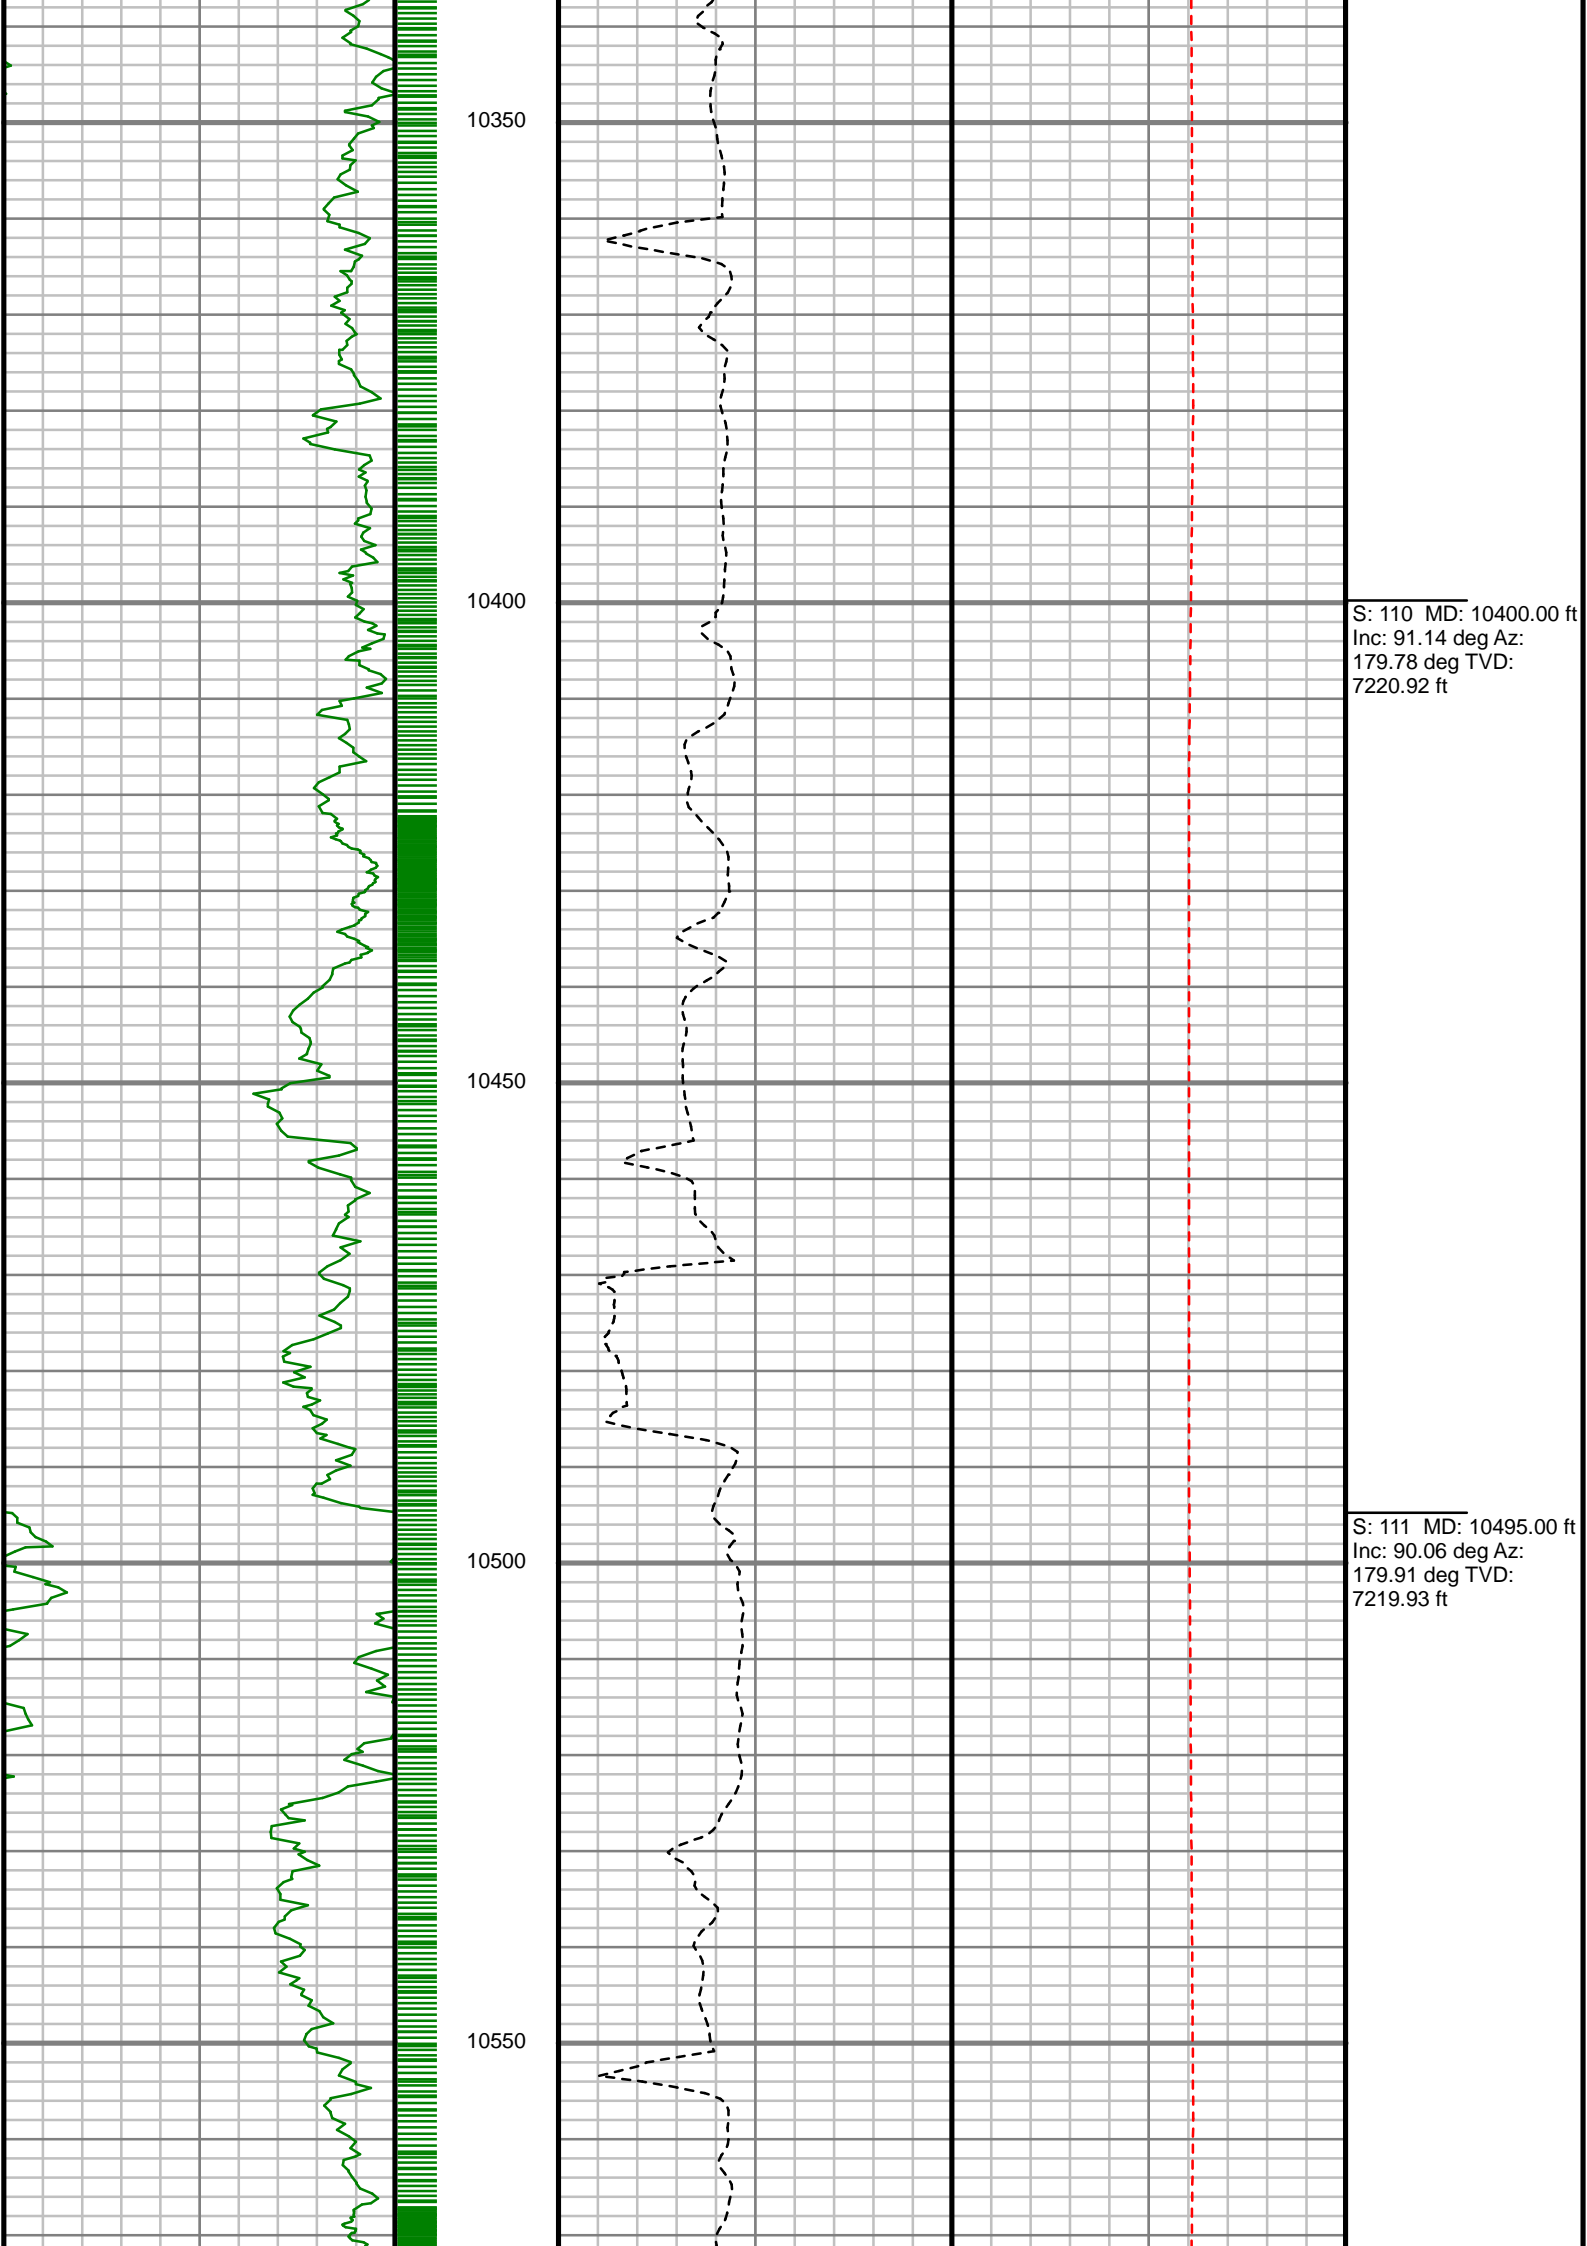 10350
10400
S: 110 MD: 10400.00 ft
Inc: 91.14 deg Az:
179.78 deg TVD:
7220.92 ft
10450
10500
S: 111 MD: 10495.00 ft
Inc: 90.06 deg Az:
179.91 deg TVD:
7219.93 ft
10550